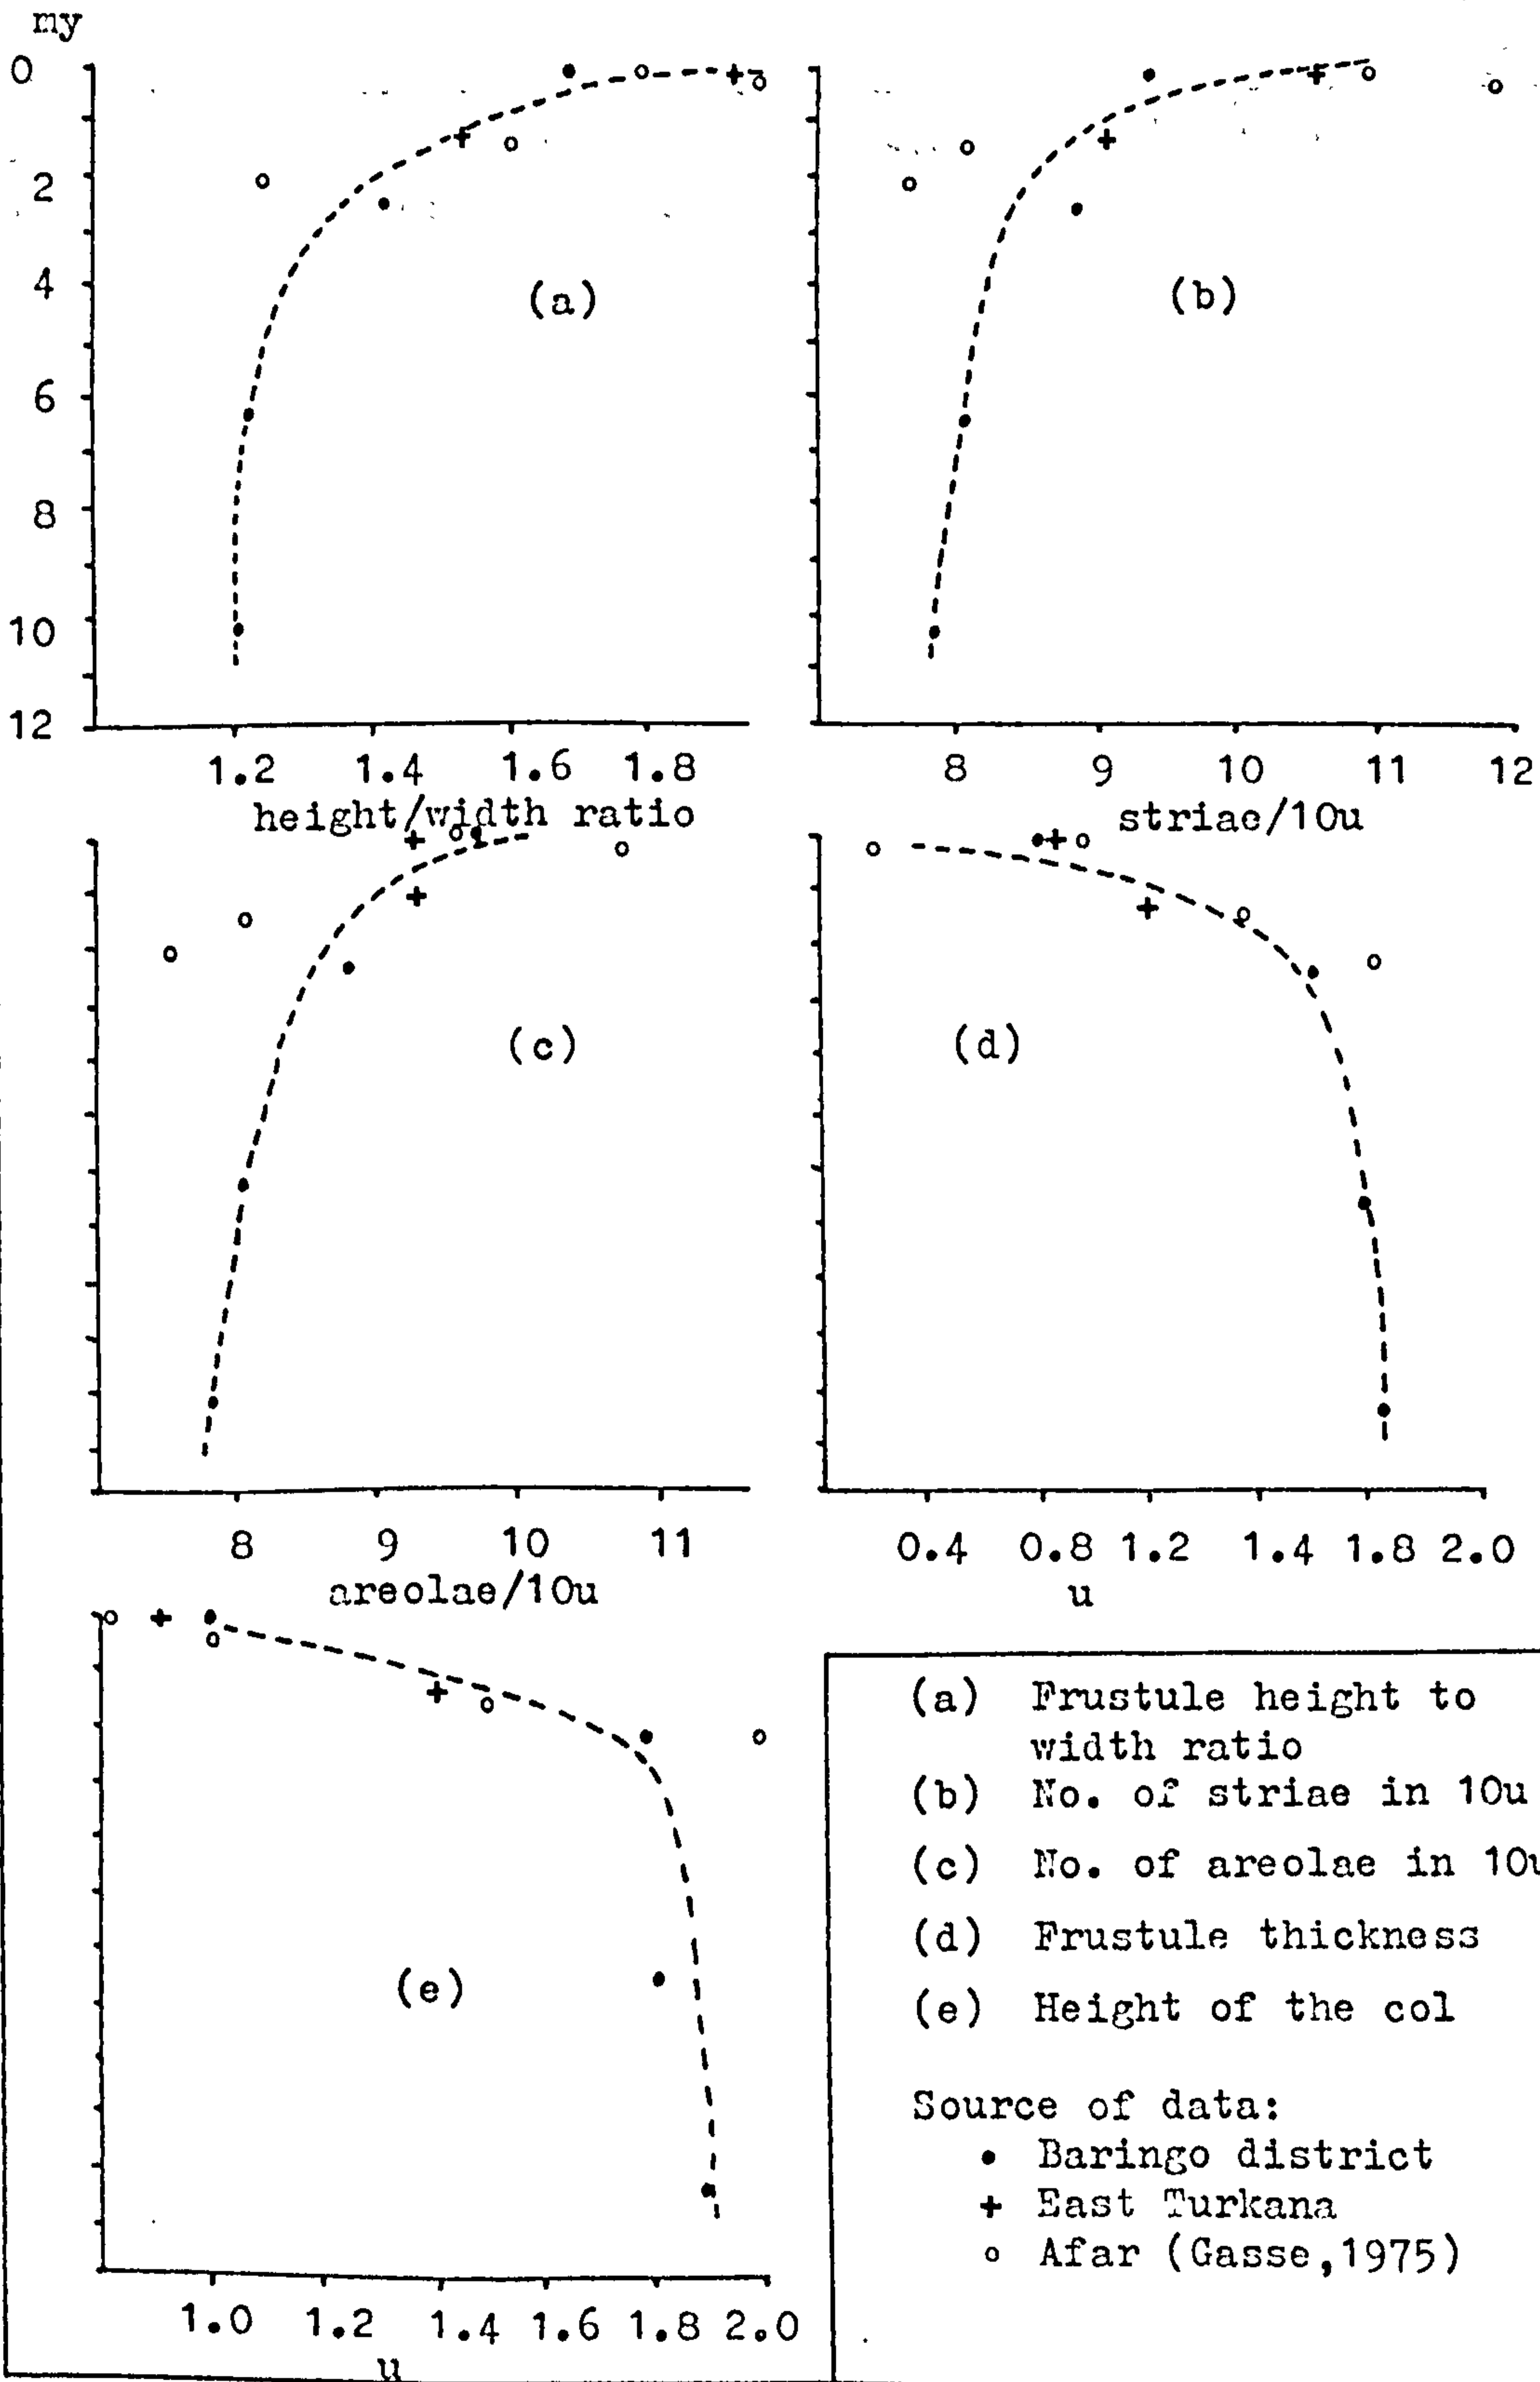 my
0
2
4
6
8
10
12
(a)
1.2 1.4 1.6 1.8
height/width ratio
(b)
8 9 10 11 12
striae/10u
(c)
8 9 10 11
areolae/10u
(d)
0.4 0.8 1.2 1.4 1.8 2.0
u
(e)
1.0 1.2 1.4 1.6 1.8 2.0
u
(a) Frustule height to
width ratio
(b) No. of striae in 10u
(c) No. of areolae in 10u
(d) Frustule thickness
(e) Height of the col
Source of data:
• Baringo district
+ East Turkana
o Afar (Gasse,1975)